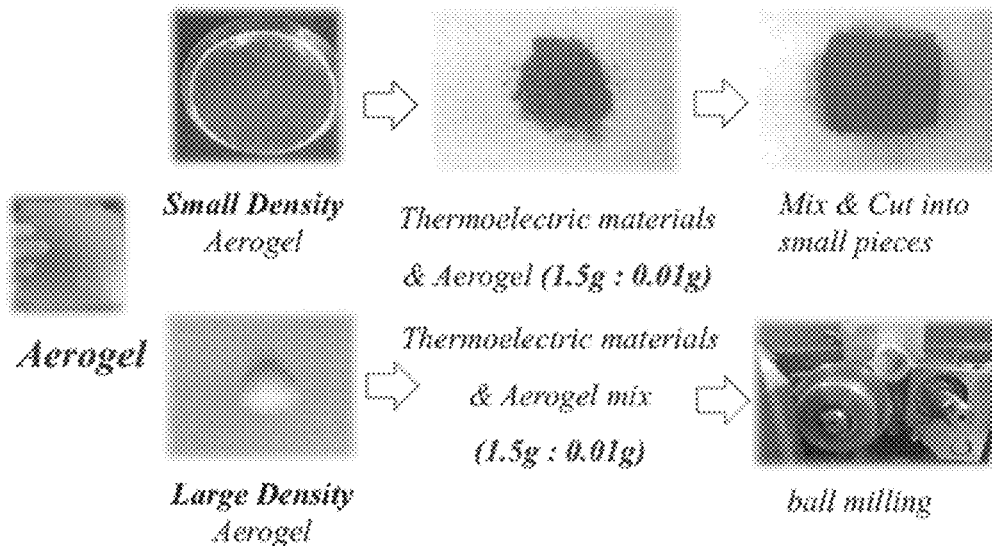 Aerogel
Small Density
Aerogel
Thermoelectric materials
& Aerogel (1.5g : 0.01g)
Mix & Cut into
small pieces
Large Density
Aerogel
Thermoelectric materials
& Aerogel mix
(1.5g : 0.01g)
ball milling